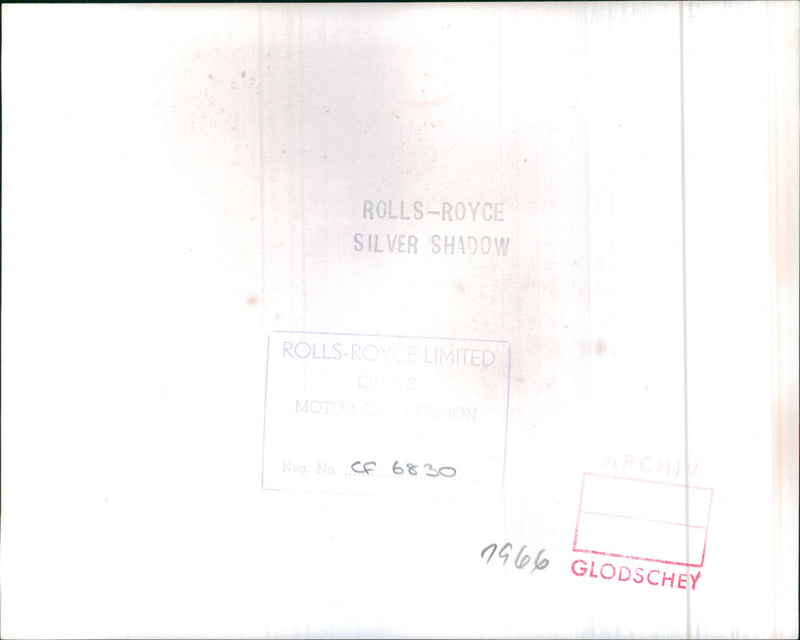 ROLLS-ROYCE
SILVER SHADOW
ROLLS-ROYCE LIMITED
MOTOR
Neg. No. CF 6830
1966
ARCHIV
GLODSCHEY